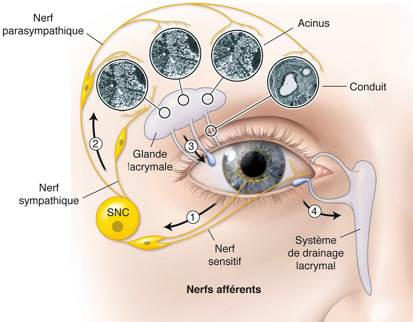 Nerf
parasympathique
Acinus
Conduit
Glande
lacrymale
3
2
Nerf
sympathique
SNC
1
4
Nerf
sensitif
Système
de drainage
lacrymal
Nerfs afférents